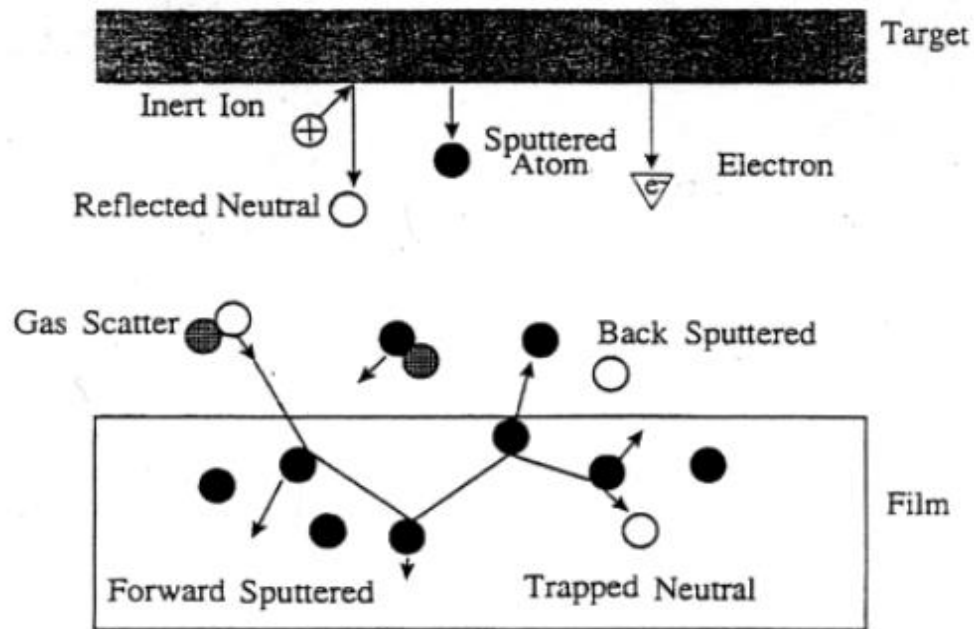 Target
Inert Ion
Sputtered
Atom
Electron
e-
Reflected Neutral
Gas Scatter
Back Sputtered
Film
Forward Sputtered
Trapped Neutral